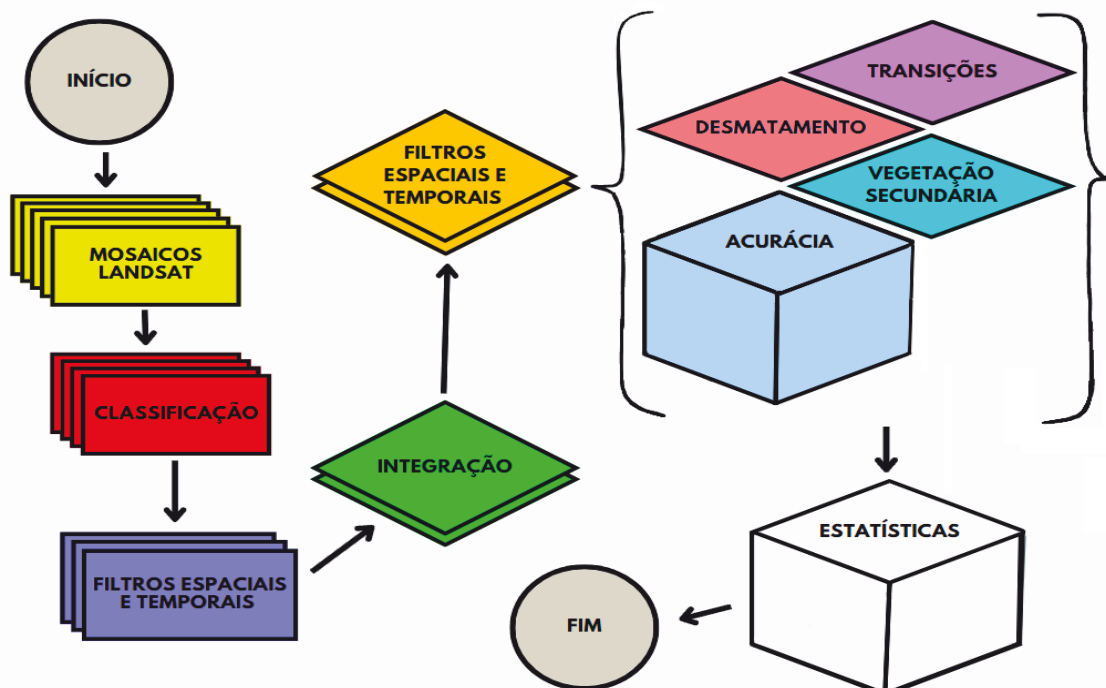 INÍCIO
MOSAICOS
LANDSAT
CLASSIFICAÇÃO
FILTROS ESPACIAIS
E TEMPORAIS
INTEGRAÇÃO
FILTROS
ESPACIAIS E
TEMPORAIS
TRANSIÇÕES
DESMATAMENTO
VEGETAÇÃO
SECUNDÁRIA
ACURÁCIA
ESTATÍSTICAS
FIM